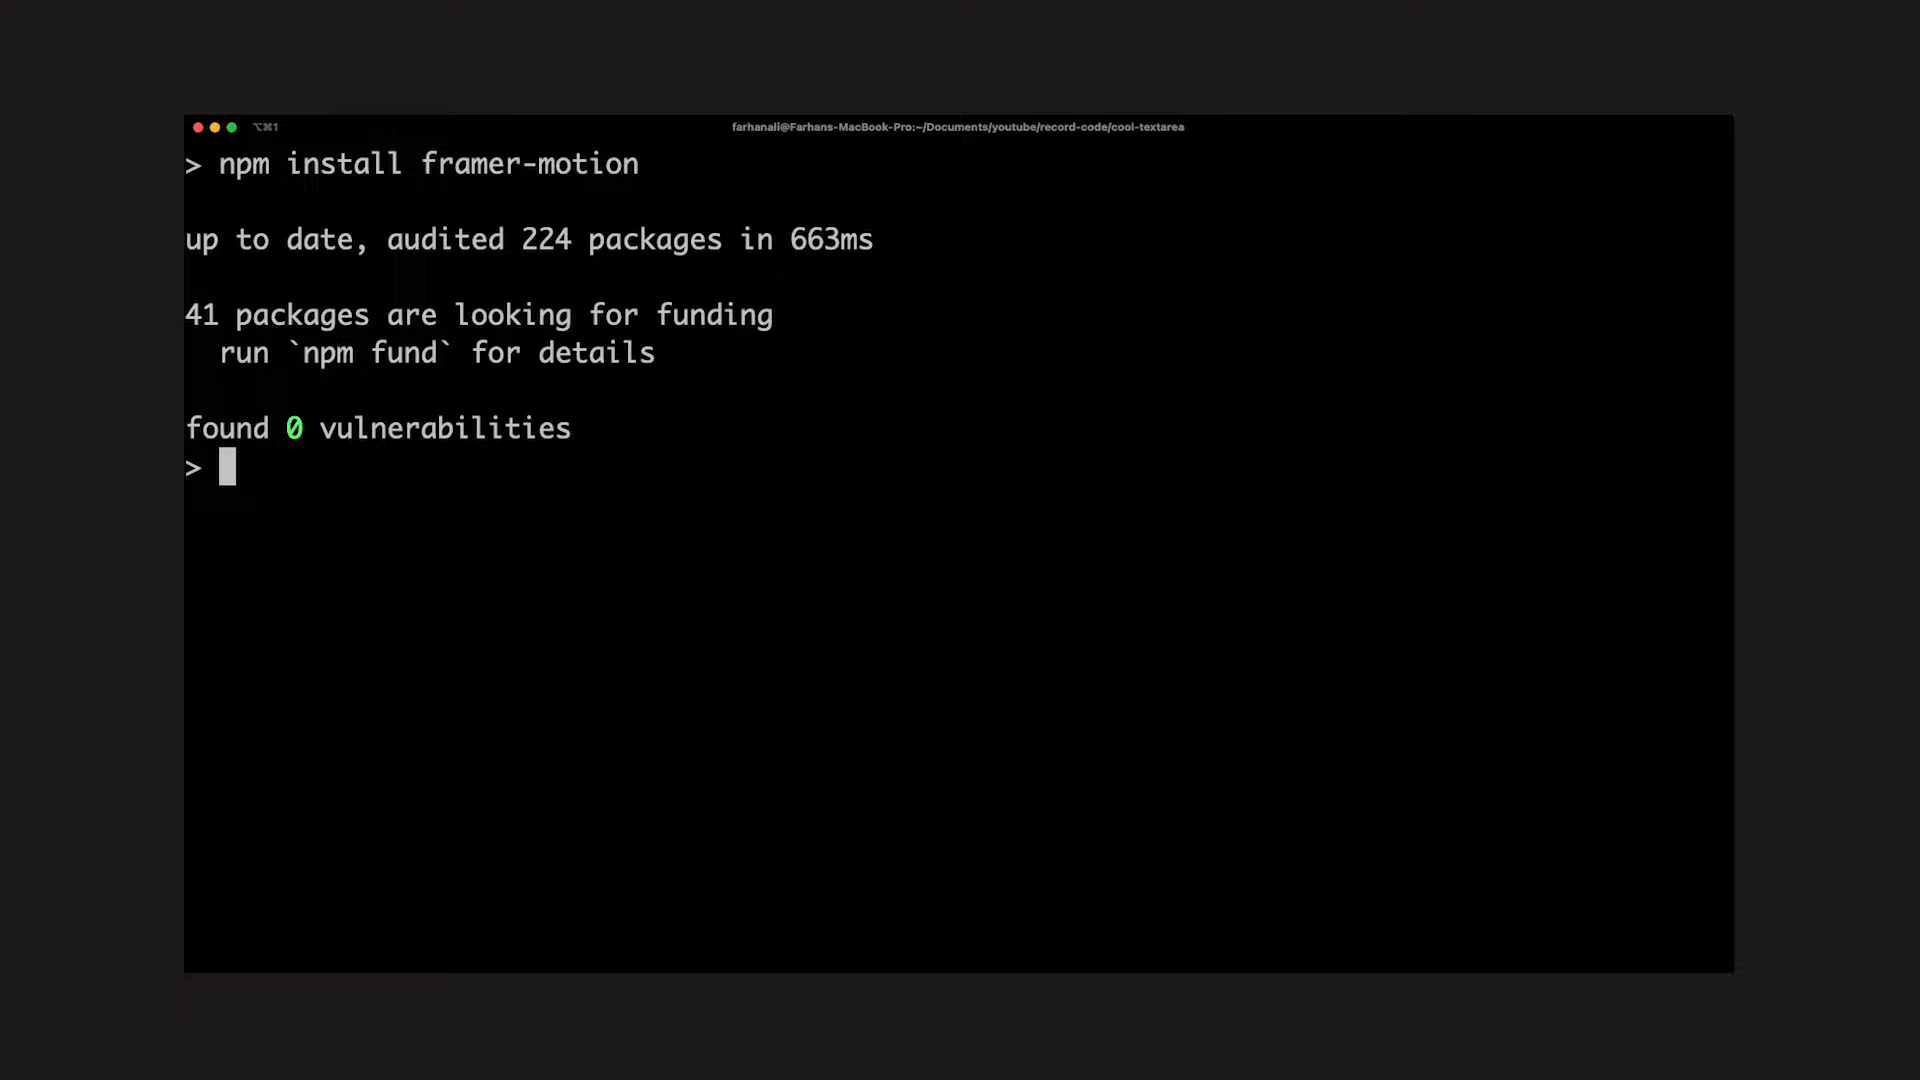 ⌥⌘1
farhanali@Farhans-MacBook-Pro:~/Documents/youtube/record-code/cool-textarea
> npm install framer-motion
up to date, audited 224 packages in 663ms
41 packages are looking for funding
run `npm fund` for details
found 0 vulnerabilities
>